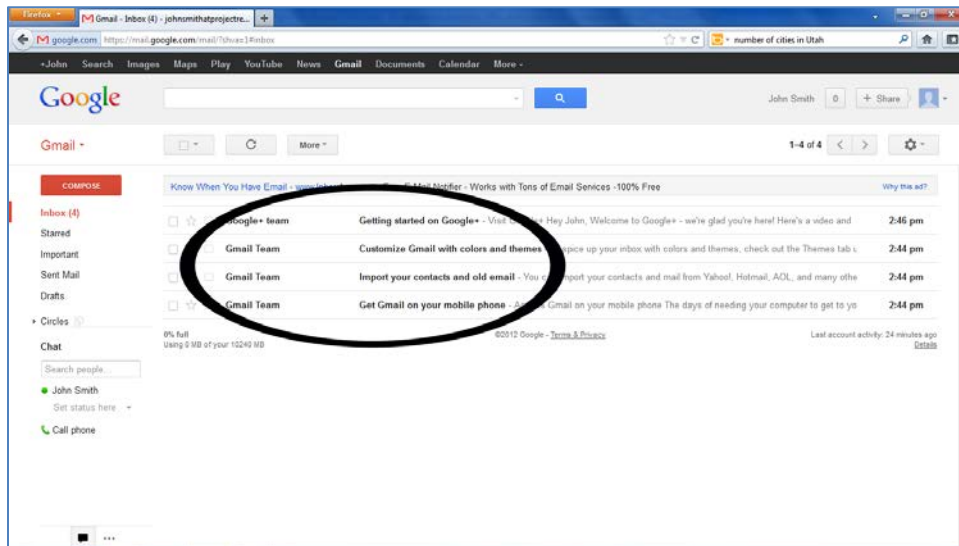 Firefox
Gmail - Inbox (4) - johnsmithatprojectre...
google.com https://mail.google.com/mail/?shva=1#inbox
number of cities in Utah
+John Search Images Maps Play YouTube News Gmail Documents Calendar More
Google
John Smith 0 + Share
Gmail
More
1-4 of 4
COMPOSE
Know When You Have Email - Notifier - Works with Tons of Email Services -100% Free
Why this ad?
Inbox (4)
Google+ team Getting started on Google+ - Visit Hey John, Welcome to Google+ - we're glad you're here! Here's a video and 2:46 pm
Starred
Gmail Team Customize Gmail with colors and themes spice up your inbox with colors and themes, check out the Themes tab 2:44 pm
Important
Gmail Team Import your contacts and old email - You import your contacts and mail from Yahoo!, Hotmail, AOL, and many othe 2:44 pm
Sent Mail
Gmail Team Get Gmail on your mobile phone - Gmail on your mobile phone The days of needing your computer to get to yo 2:44 pm
Drafts
Circles
0% full
Using 0 MB of your 10240 MB
©2012 Google - Terms & Privacy
Last account activity: 24 minutes ago
Details
Chat
Search people...
John Smith
Set status here
Call phone